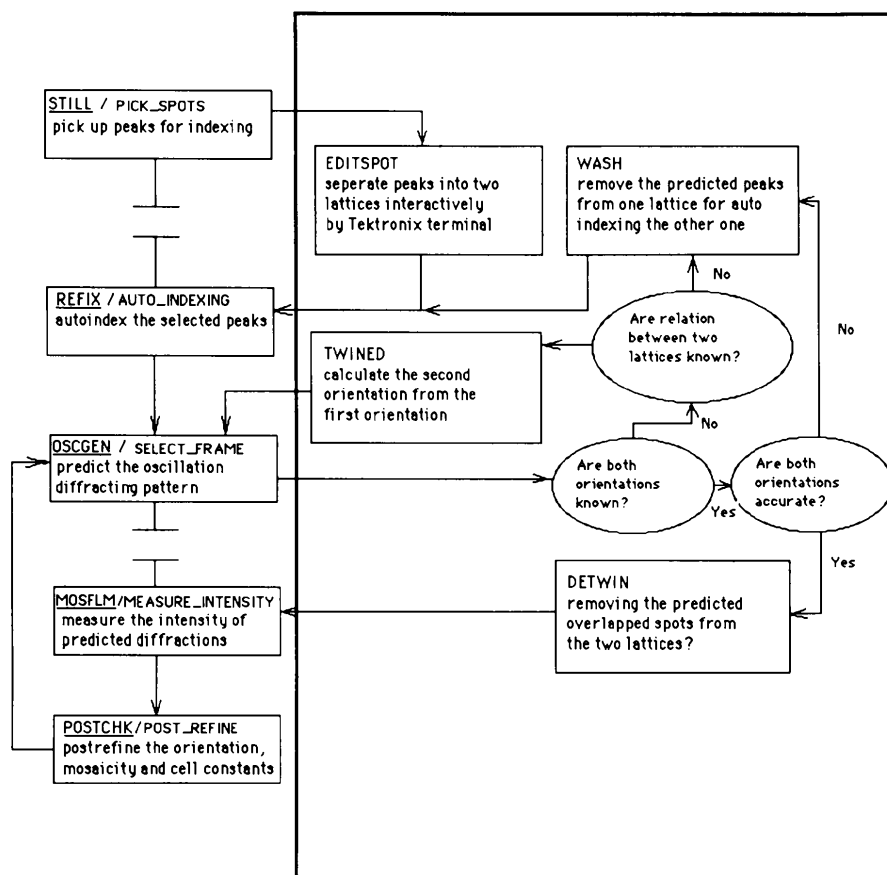 STILL / PICK_SPOTS
pick up peaks for indexing
EDITSPOT
seperate peaks into two
lattices interactively
by Tektronix terminal
WASH
remove the predicted peaks
from one lattice for auto
indexing the other one
No
REFIX / AUTO_INDEXING
autoindex the selected peaks
Are relation
between two
lattices known?
No
TWINED
calculate the second
orientation from the
first orientation
No
OSCGEN / SELECT_FRAME
predict the oscillation
diffracting pattern
Are both
orientations
known?
Yes
Are both
orientations
accurate?
Yes
DETWIN
removing the predicted
overlapped spots from
the two lattices?
MOSFLM/MEASURE_INTENSITY
measure the intensity of
predicted diffractions
POSTCHK/POST_REFINE
postrefine the orientation,
mosaicity and cell constants